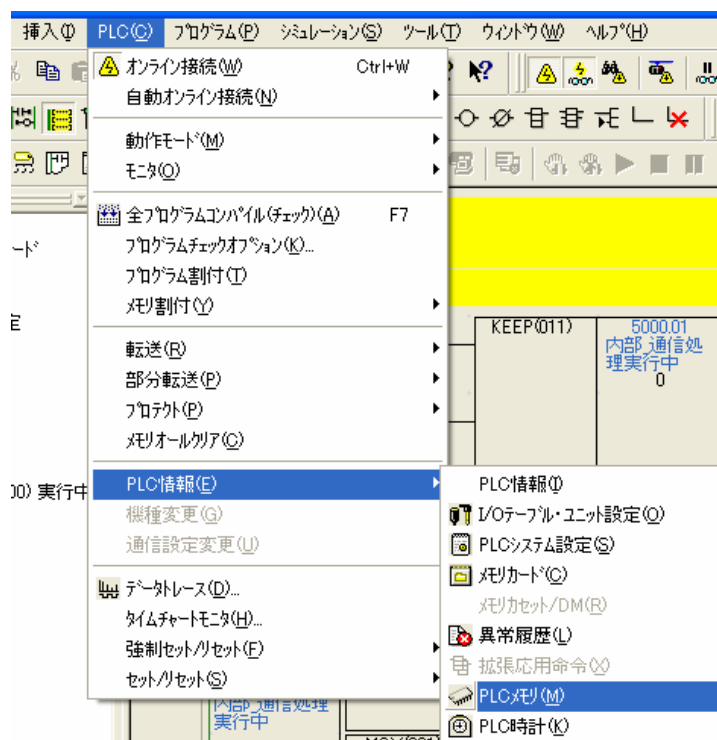 挿入(I) PLC(C) プログラム(P) シミュレーション(S) ツール(T) ウィンドウ(W) ヘルプ(H)
オンライン接続(W) Ctrl+W
自動オンライン接続(N)
動作モード(M)
モニタ(O)
全プログラムコンパイル(チェック)(A) F7
プログラムチェックオプション(K)...
プログラム割付(T)
メモリ割付(Y)
転送(R)
部分転送(P)
プロテクト(P)
メモリオールクリア(C)
PLC情報(E)
機種変更(G)
通信設定変更(U)
データトレース(D)...
タイムチャートモニタ(H)...
強制セット/リセット(F)
セット/リセット(S)
PLC情報(I)
I/Oテーブル・ユニット設定(O)
PLCシステム設定(S)
メモリカード(C)
メモリカセット/DM(R)
異常履歴(L)
拡張応用命令(X)
PLCメモリ(M)
PLC時計(K)
ード
定
00) 実行中
KEEP(011)
5000.01
内部_通信処
理実行中
0
内部_通信処理
実行中